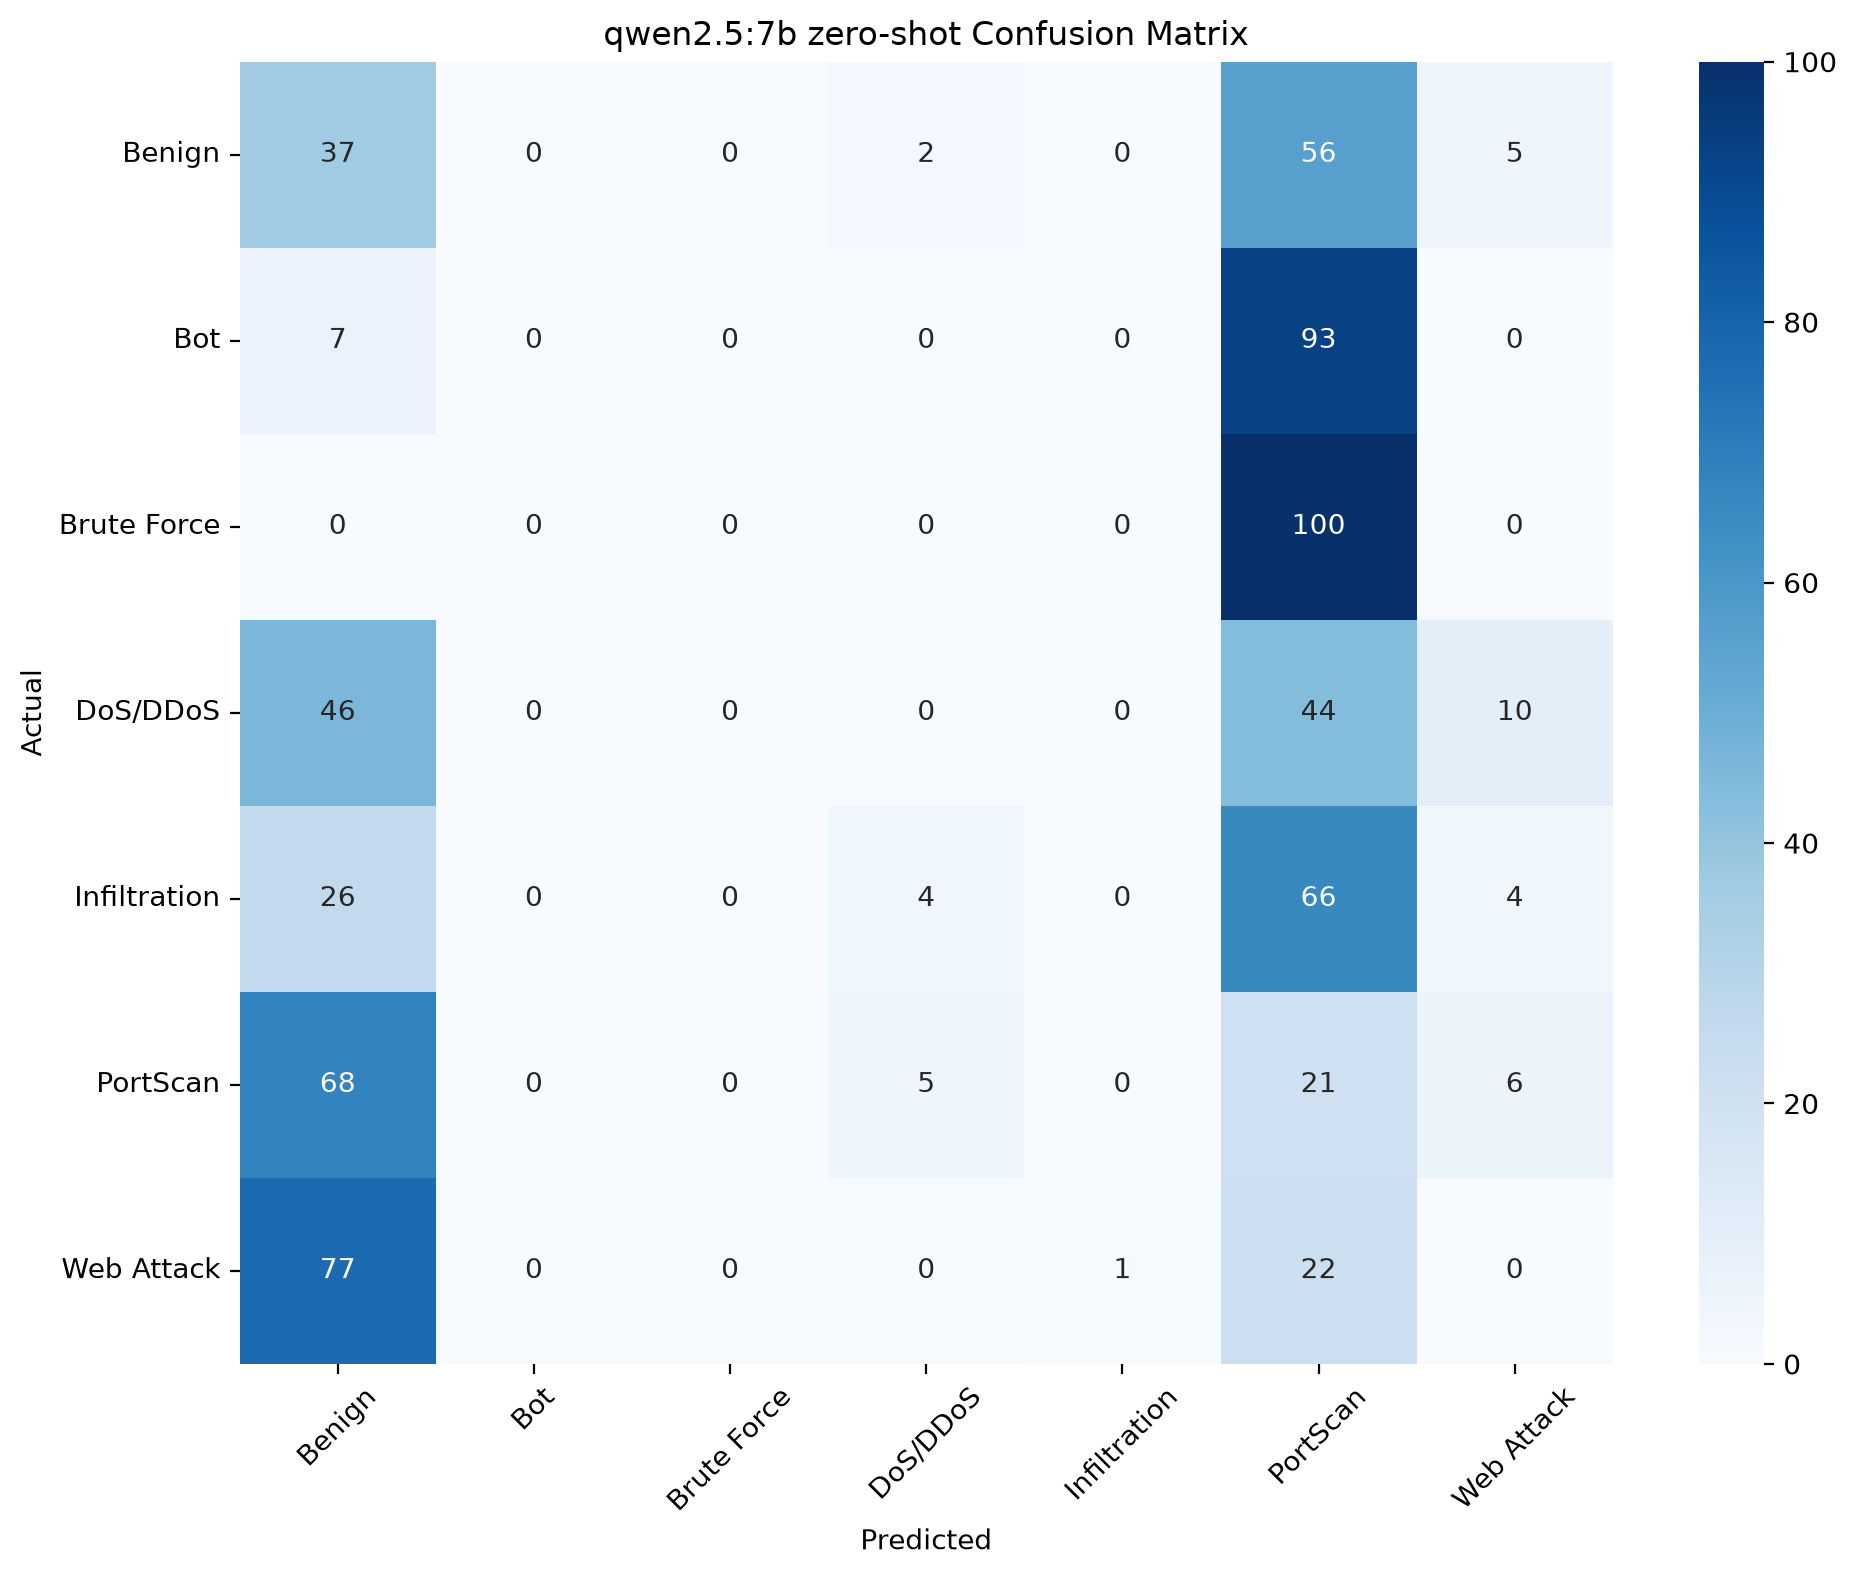 qwen2.5:7b zero-shot Confusion Matrix
Benign 37 0 0 2 0 56 5
Bot 7 0 0 0 0 93 0
Brute Force 0 0 0 0 0 100 0
DoS/DDoS 46 0 0 0 0 44 10
Infiltration 26 0 0 4 0 66 4
PortScan 68 0 0 5 0 21 6
Web Attack 77 0 0 0 1 22 0
Actual
Benign Bot Brute Force DoS/DDoS Infiltration PortScan Web Attack
Predicted
100
80
60
40
20
0